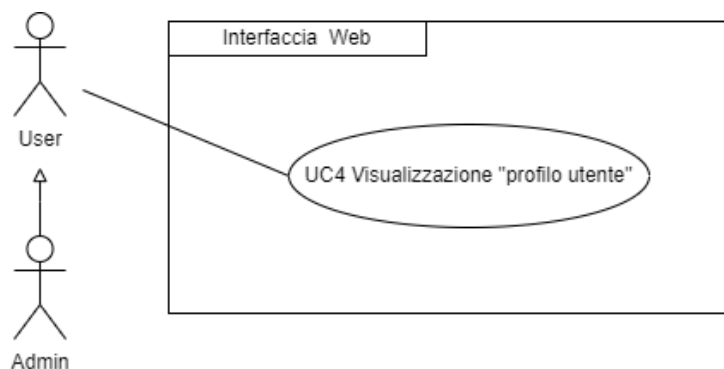 Interfaccia Web
User
UC4 Visualizzazione "profilo utente"
Admin